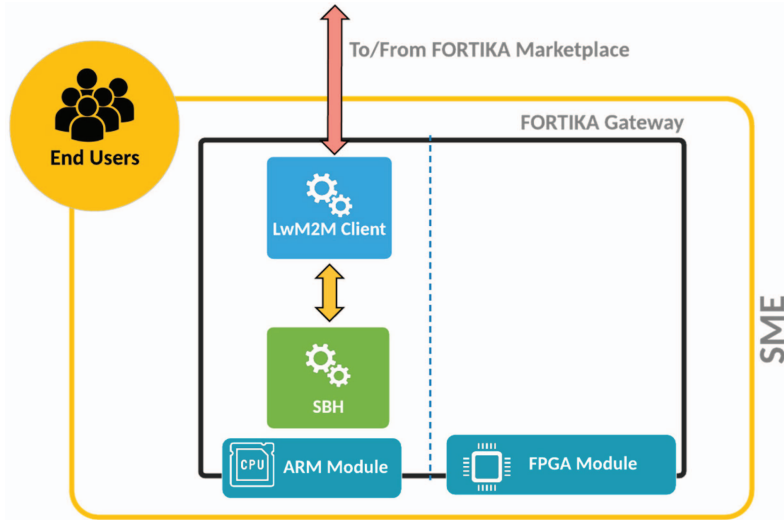 To/From FORTIKA Marketplace
FORTIKA Gateway
End Users
LwM2M Client
SME
SBH
CPU
ARM Module
FPGA Module